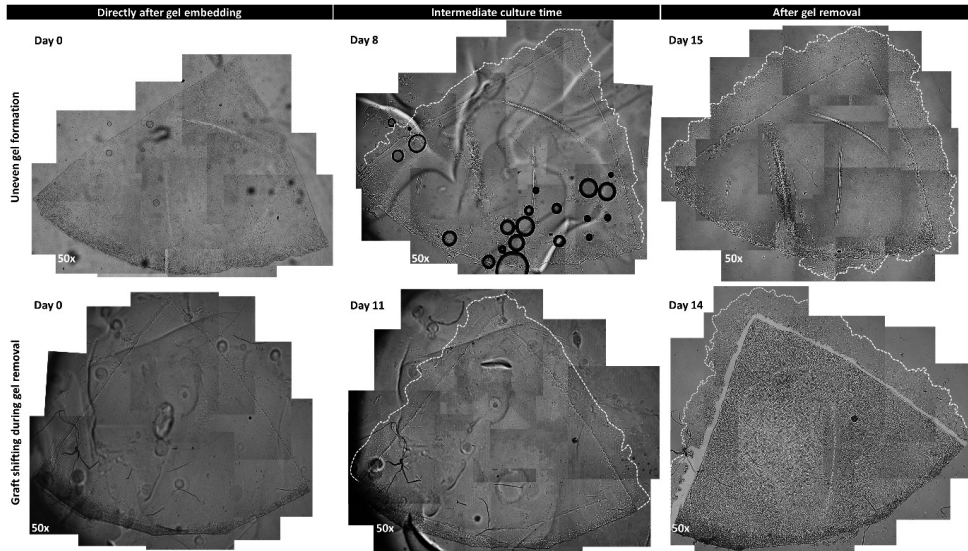 Directly after gel embedding
Intermediate culture time
After gel removal
Uneven gel formation
Day 0
50x
Day 8
50x
Day 15
50x
Graft shifting during gel removal
Day 0
50x
Day 11
50x
Day 14
50x